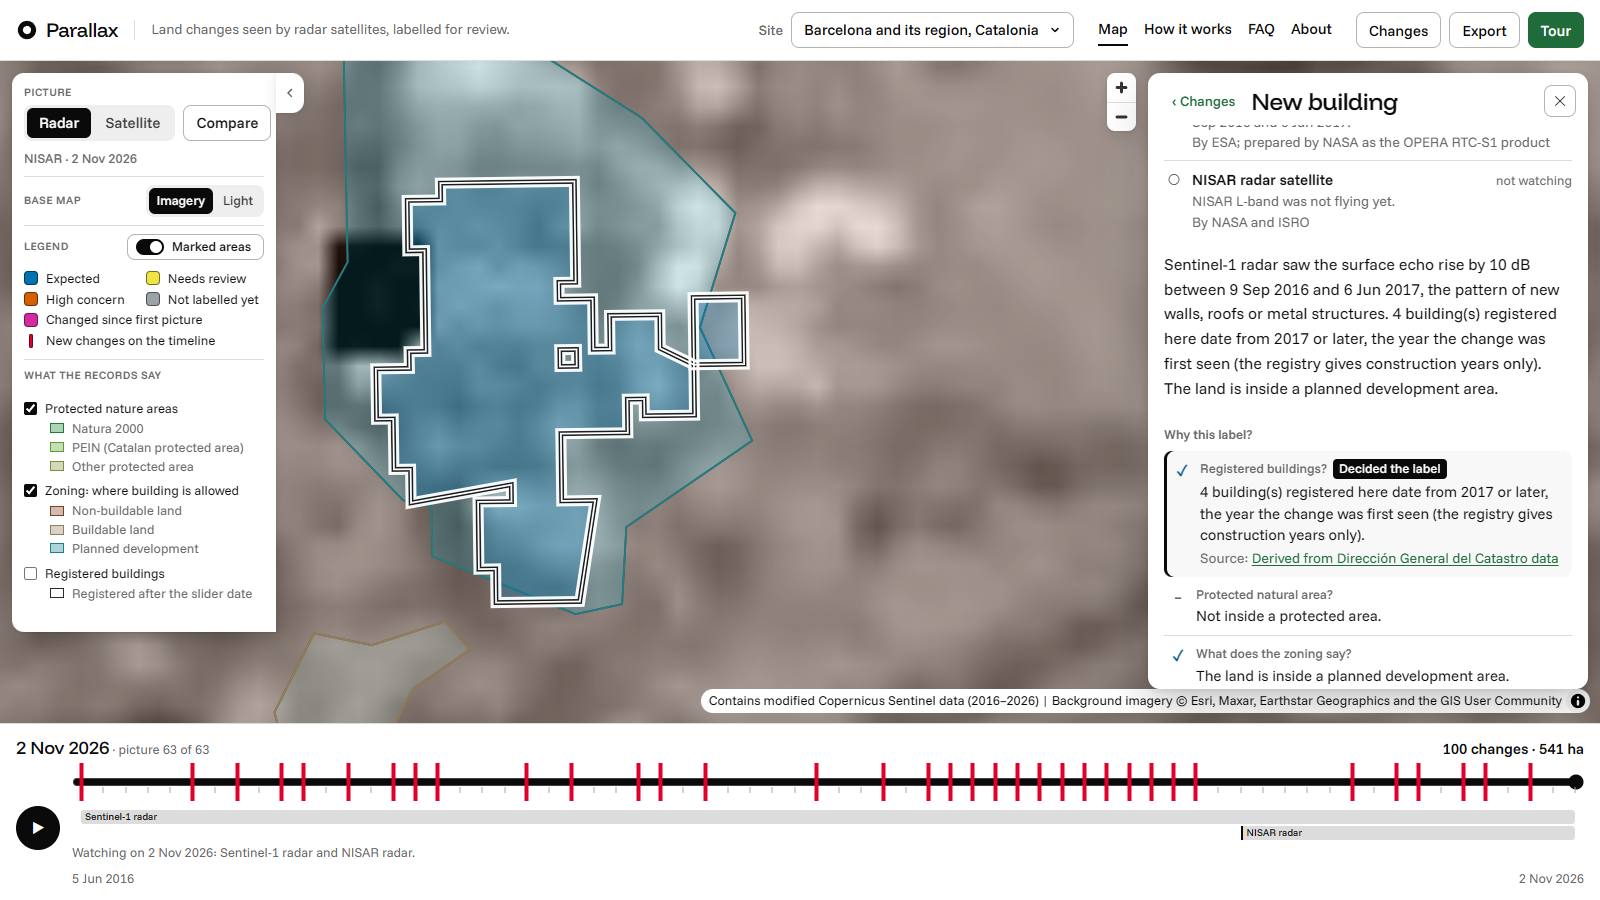 Parallax
Land changes seen by radar satellites, labelled for review.
Site
Barcelona and its region, Catalonia
Map
How it works
FAQ
About
Changes
Export
Tour
PICTURE
Radar
Satellite
Compare
NISAR · 2 Nov 2026
BASE MAP
Imagery
Light
LEGEND
Marked areas
Expected
Needs review
High concern
Not labelled yet
Changed since first picture
New changes on the timeline
WHAT THE RECORDS SAY
Protected nature areas
Natura 2000
PEIN (Catalan protected area)
Other protected area
Zoning: where building is allowed
Non-buildable land
Buildable land
Planned development
Registered buildings
Registered after the slider date
‹ Changes
New building
By ESA; prepared by NASA as the OPERA RTC-S1 product
NISAR radar satellite
not watching
NISAR L-band was not flying yet.
By NASA and ISRO
Sentinel-1 radar saw the surface echo rise by 10 dB
between 9 Sep 2016 and 6 Jun 2017, the pattern of new
walls, roofs or metal structures. 4 building(s) registered
here date from 2017 or later, the year the change was
first seen (the registry gives construction years only).
The land is inside a planned development area.
Why this label?
Registered buildings? Decided the label
4 building(s) registered here date from 2017 or later,
the year the change was first seen (the registry gives
construction years only).
Source: Derived from Dirección General del Catastro data
Protected natural area?
Not inside a protected area.
What does the zoning say?
The land is inside a planned development area.
Contains modified Copernicus Sentinel data (2016–2026) | Background imagery © Esri, Maxar, Earthstar Geographics and the GIS User Community
2 Nov 2026 · picture 63 of 63
100 changes · 541 ha
Sentinel-1 radar
NISAR radar
Watching on 2 Nov 2026: Sentinel-1 radar and NISAR radar.
5 Jun 2016
2 Nov 2026